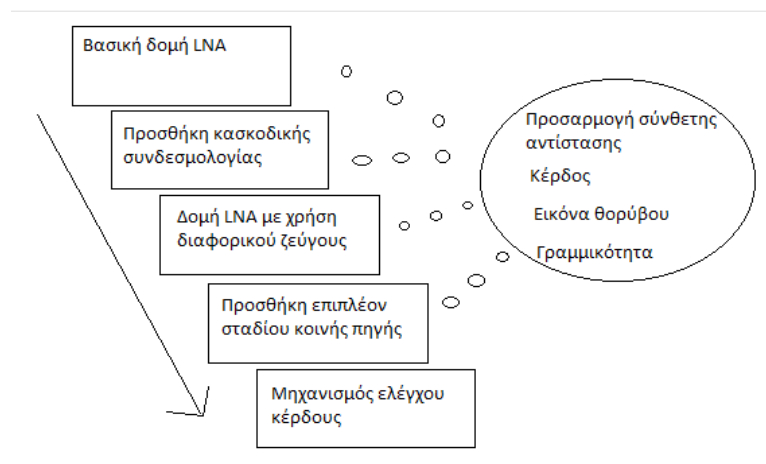 Βασική δομή LNA
Προσθήκη κασκοδικής
συνδεσμολογίας
Δομή LNA με χρήση
διαφορικού ζεύγους
Προσθήκη επιπλέον
σταδίου κοινής πηγής
Μηχανισμός ελέγχου
κέρδους
Προσαρμογή σύνθετης
αντίστασης
Κέρδος
Εικόνα θορύβου
Γραμμικότητα